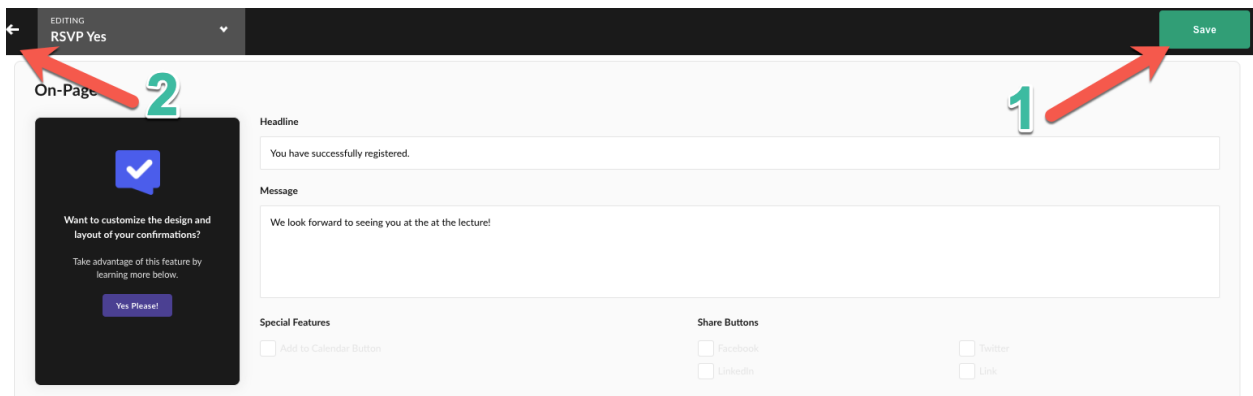 EDITING
RSVP Yes
Save
2
1
On-Page
Headline
You have successfully registered.
Message
We look forward to seeing you at the at the lecture!
Want to customize the design and
layout of your confirmations?
Take advantage of this feature by
learning more below.
Yes Please!
Special Features
Add to Calendar Button
Share Buttons
Facebook
Twitter
LinkedIn
Link